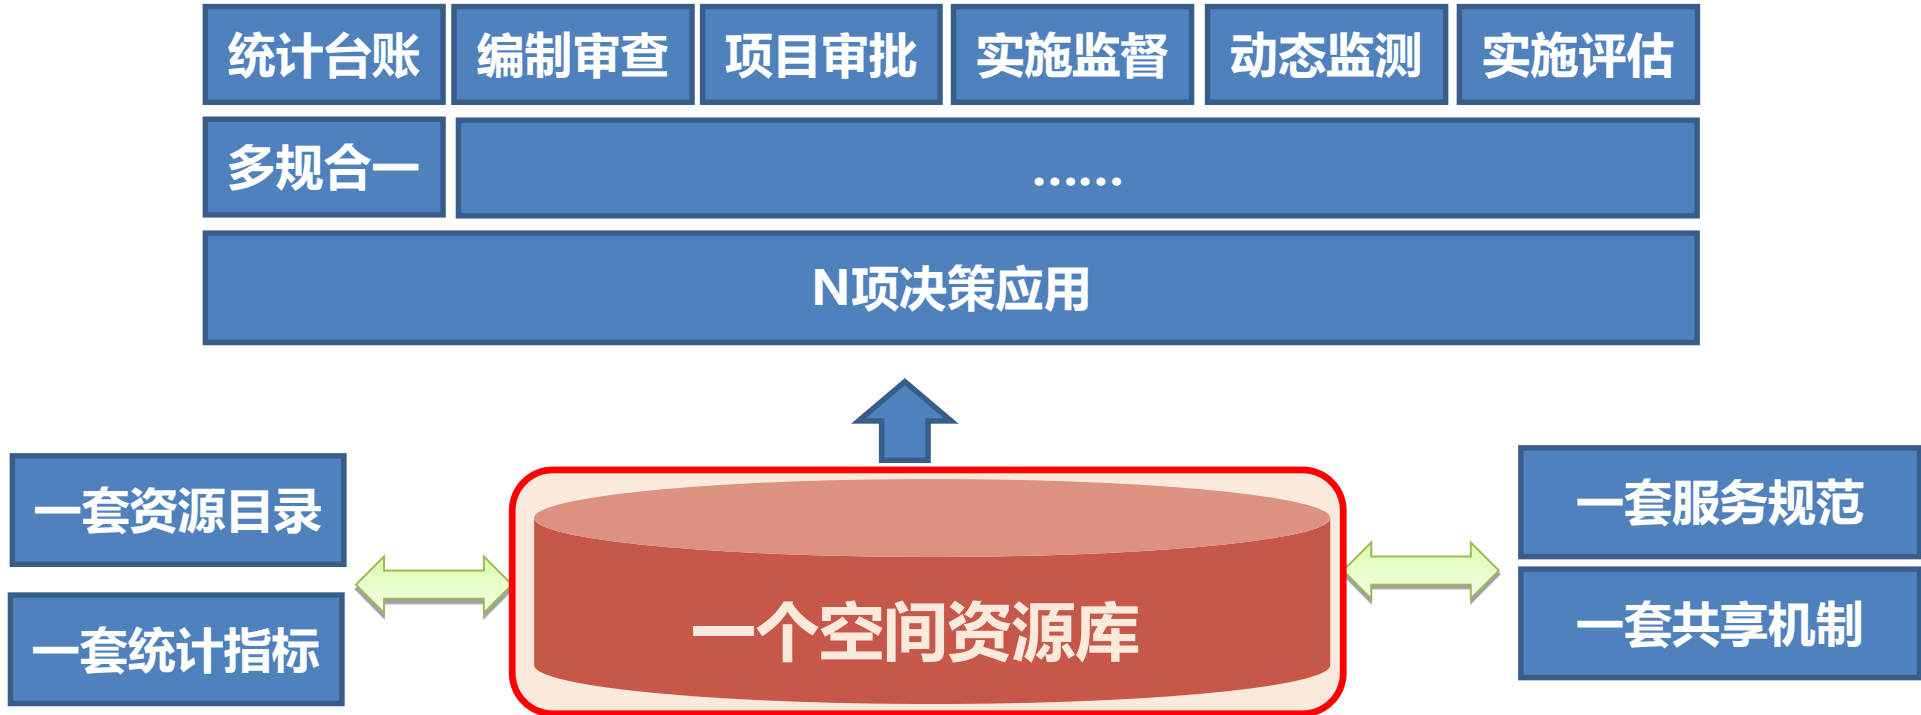 统计台账 编制审查 项目审批 实施监督 动态监测 实施评估
多规合一 ……
N项决策应用
一套资源目录
一套统计指标
一个空间资源库
一套服务规范
一套共享机制